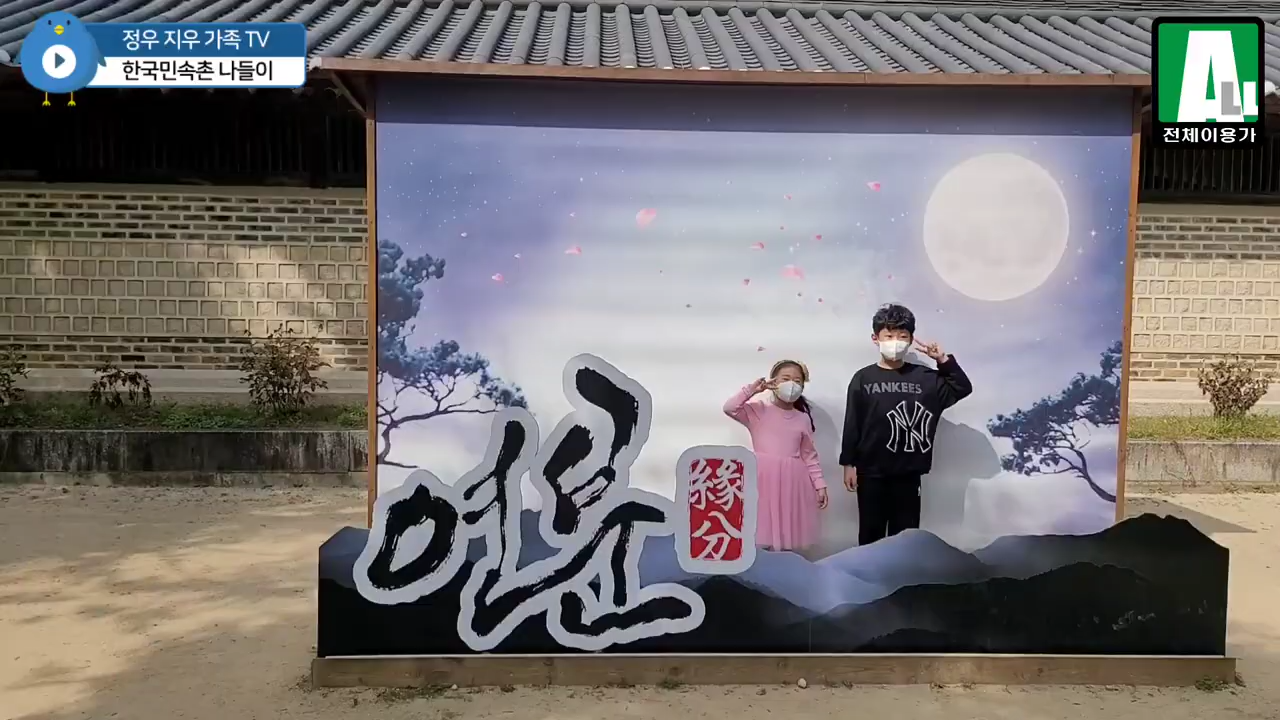 정우 지우 가족 TV
한국민속촌 나들이
ALL
전체이용가
YANKEES
NY
연분
緣分